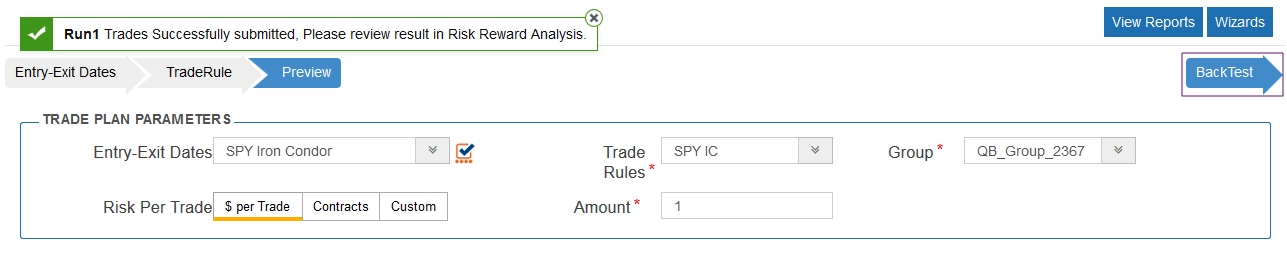 View Reports
Wizards
Run1 Trades Successfully submitted, Please review result in Risk Reward Analysis.
Entry-Exit Dates
TradeRule
Preview
BackTest
TRADE PLAN PARAMETERS
Entry-Exit Dates
SPY Iron Condor
Trade
Rules *
SPY IC
Group *
QB_Group_2367
Risk Per Trade
$ per Trade
Contracts
Custom
Amount *
1